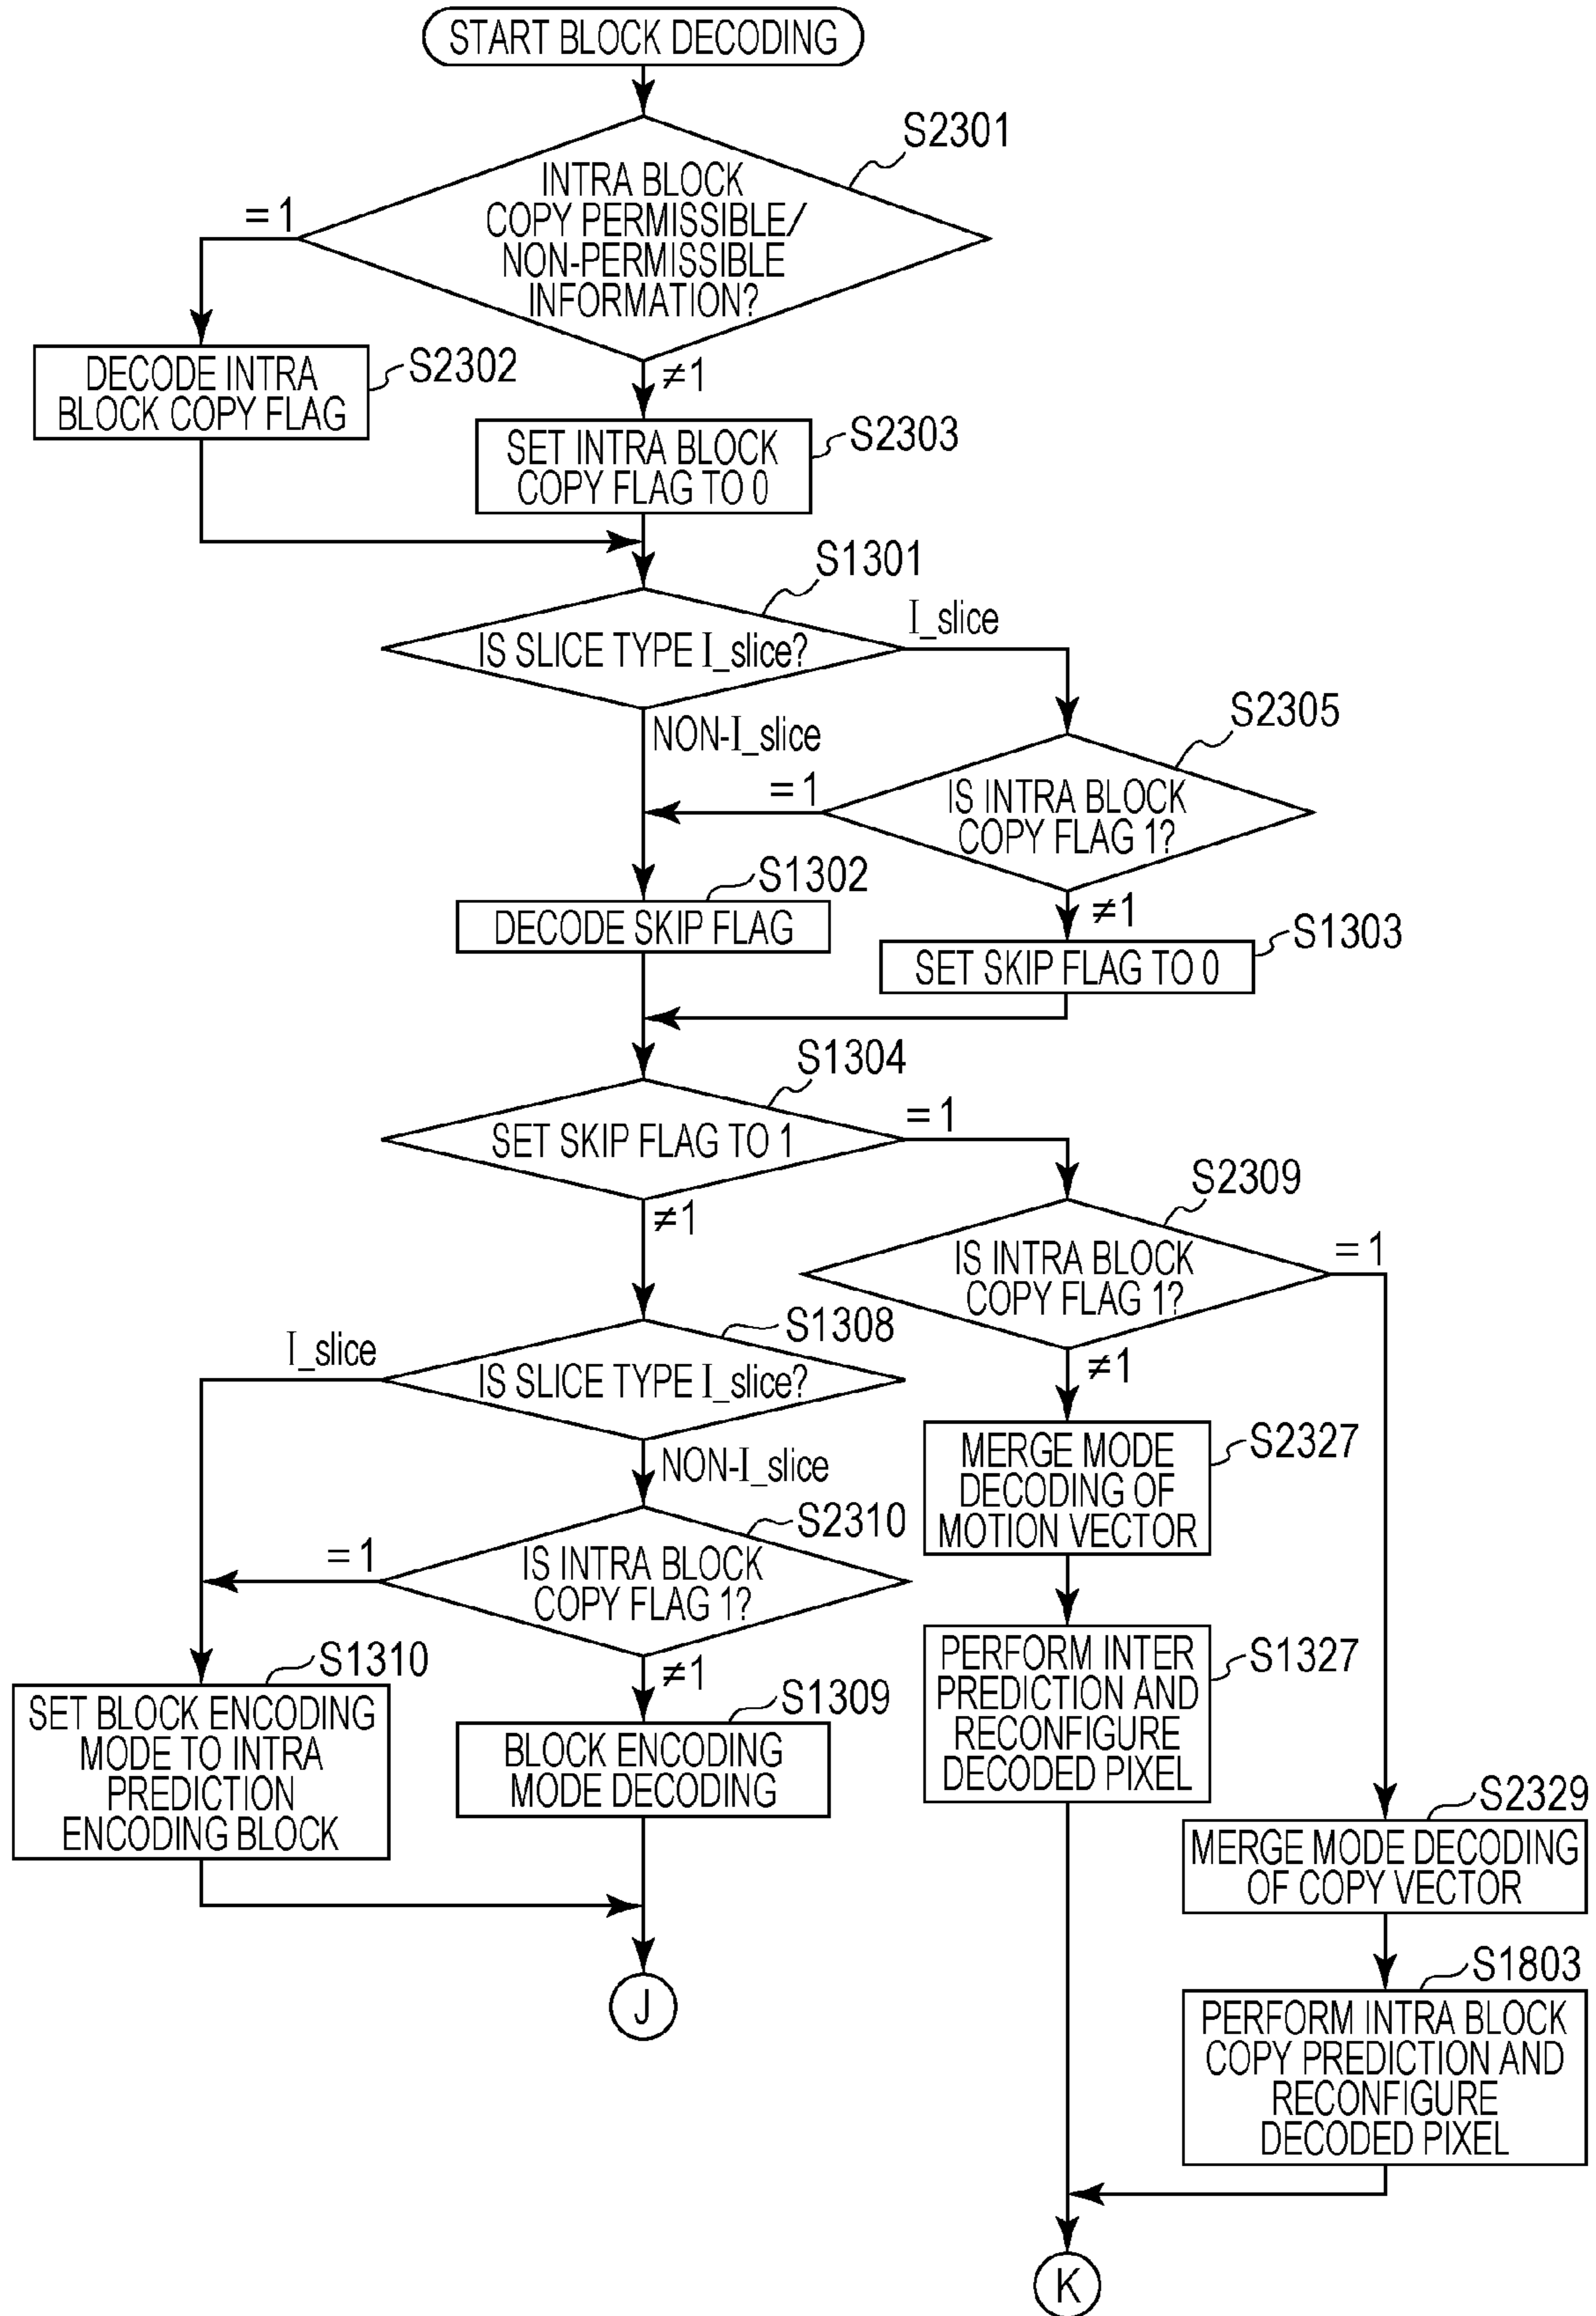 START BLOCK DECODING
S2301
INTRA BLOCK
COPY PERMISSIBLE/
NON-PERMISSIBLE
INFORMATION?
= 1
≠1
DECODE INTRA
BLOCK COPY FLAG
S2302
SET INTRA BLOCK
COPY FLAG TO 0
S2303
S1301
IS SLICE TYPE I_slice?
I_slice
NON-I_slice
S2305
IS INTRA BLOCK
COPY FLAG 1?
= 1
≠1
S1302
DECODE SKIP FLAG
S1303
SET SKIP FLAG TO 0
S1304
SET SKIP FLAG TO 1
= 1
≠1
S2309
IS INTRA BLOCK
COPY FLAG 1?
= 1
≠1
S1308
IS SLICE TYPE I_slice?
I_slice
NON-I_slice
S2327
MERGE MODE
DECODING OF
MOTION VECTOR
S2310
IS INTRA BLOCK
COPY FLAG 1?
= 1
≠1
S1310
SET BLOCK ENCODING
MODE TO INTRA
PREDICTION
ENCODING BLOCK
S1309
BLOCK ENCODING
MODE DECODING
S1327
PERFORM INTER
PREDICTION AND
RECONFIGURE
DECODED PIXEL
S2329
MERGE MODE DECODING
OF COPY VECTOR
S1803
PERFORM INTRA BLOCK
COPY PREDICTION AND
RECONFIGURE
DECODED PIXEL
J
K